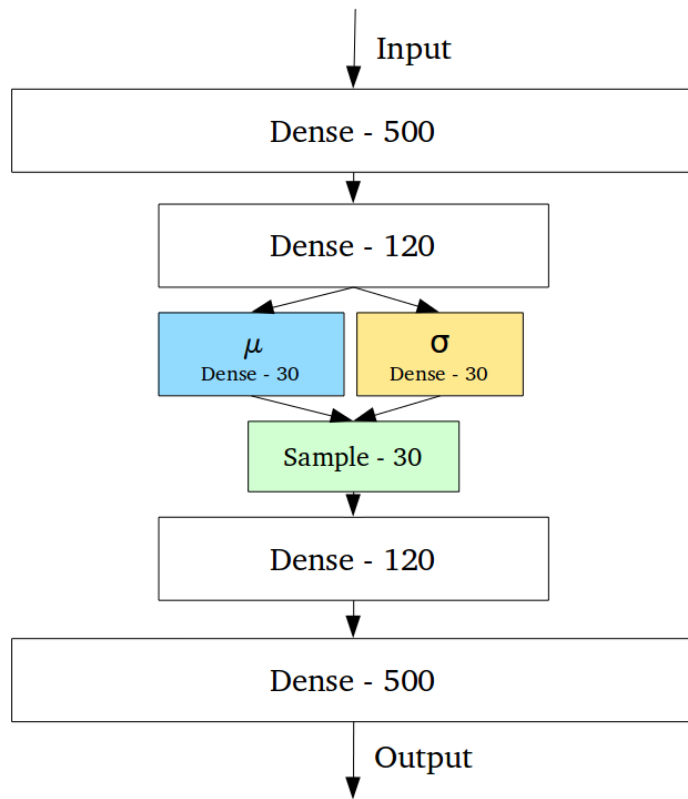 Input
Dense - 500
Dense - 120
μ
Dense - 30
σ
Dense - 30
Sample - 30
Dense - 120
Dense - 500
Output